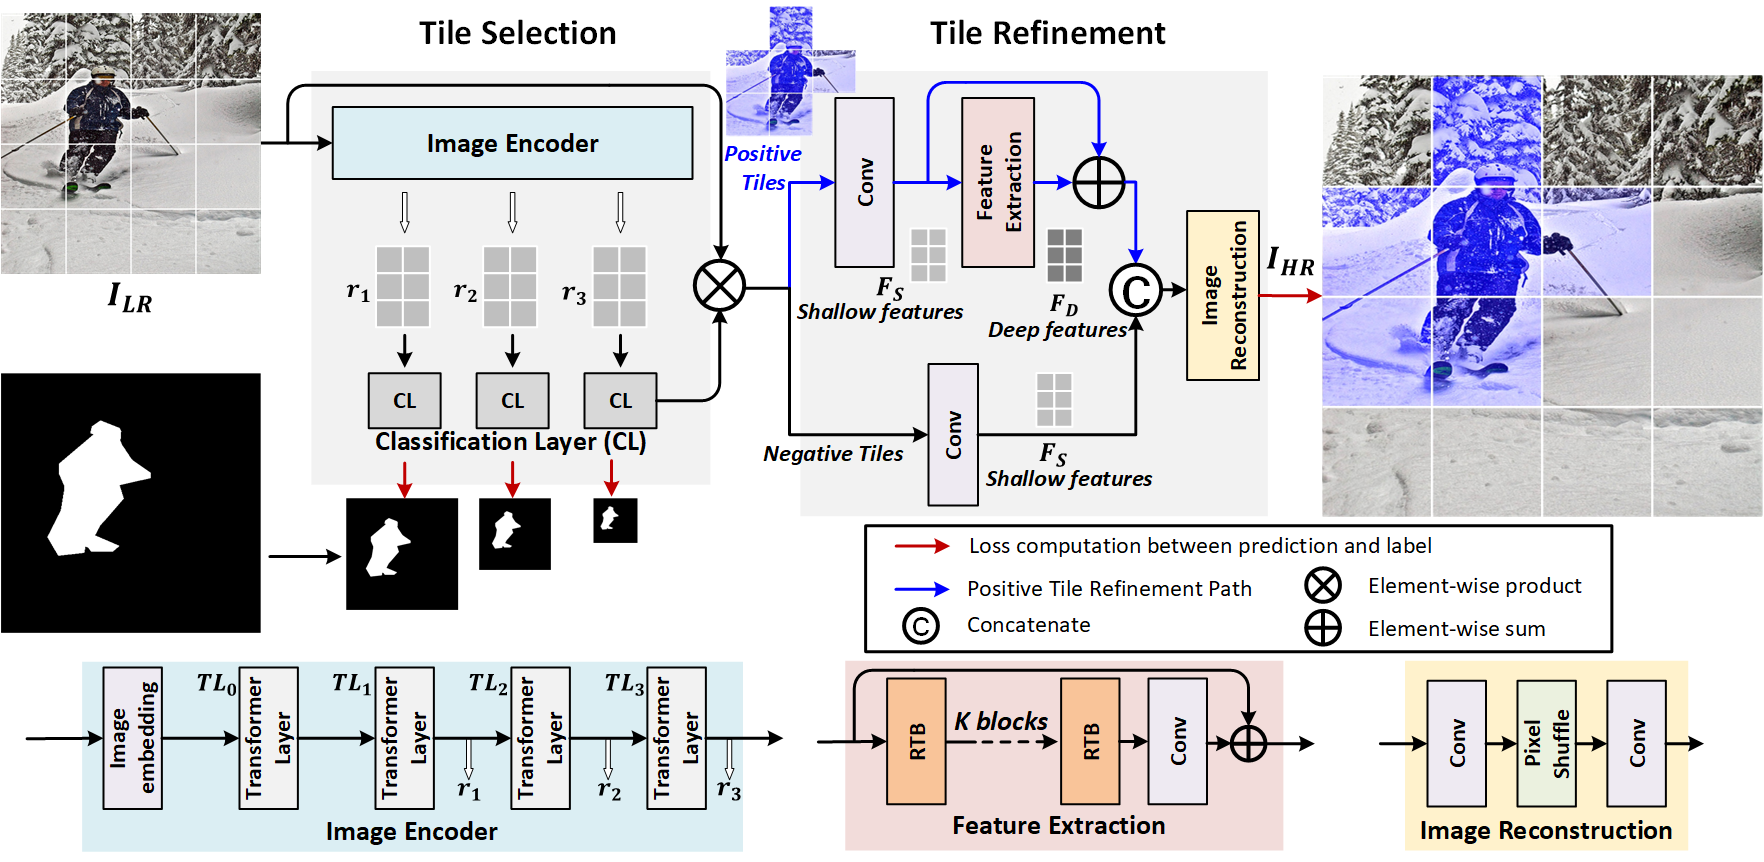 Tile Selection
Tile Refinement
Image Encoder
Positive
Tiles
Conv
Feature
Extraction
I_LR
r_1
r_2
r_3
F_S
Shallow features
F_D
Deep features
C
Image
Reconstruction
I_HR
CL
CL
CL
Classification Layer (CL)
Negative Tiles
Conv
F_S
Shallow features
Loss computation between prediction and label
Positive Tile Refinement Path
Element-wise product
C
Concatenate
Element-wise sum
Image
embedding
TL_0
Transformer
Layer
TL_1
Transformer
Layer
r_1
TL_2
Transformer
Layer
r_2
TL_3
Transformer
Layer
r_3
Image Encoder
RTB
K blocks
RTB
Conv
Feature Extraction
Conv
Pixel
Shuffle
Conv
Image Reconstruction